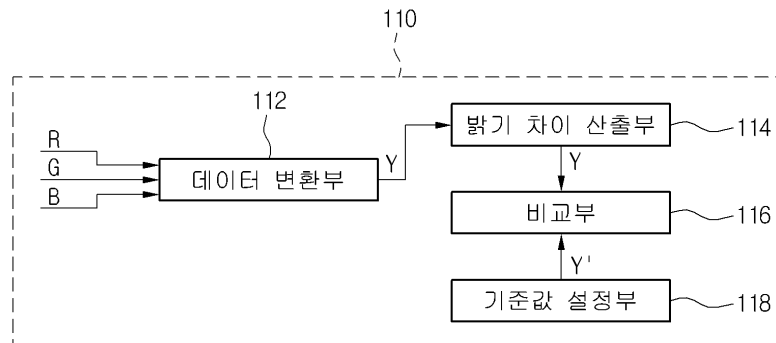 110
112
밝기 차이 산출부
114
R
G
B
데이터 변환부
Y
Y
비교부
116
Y'
기준값 설정부
118